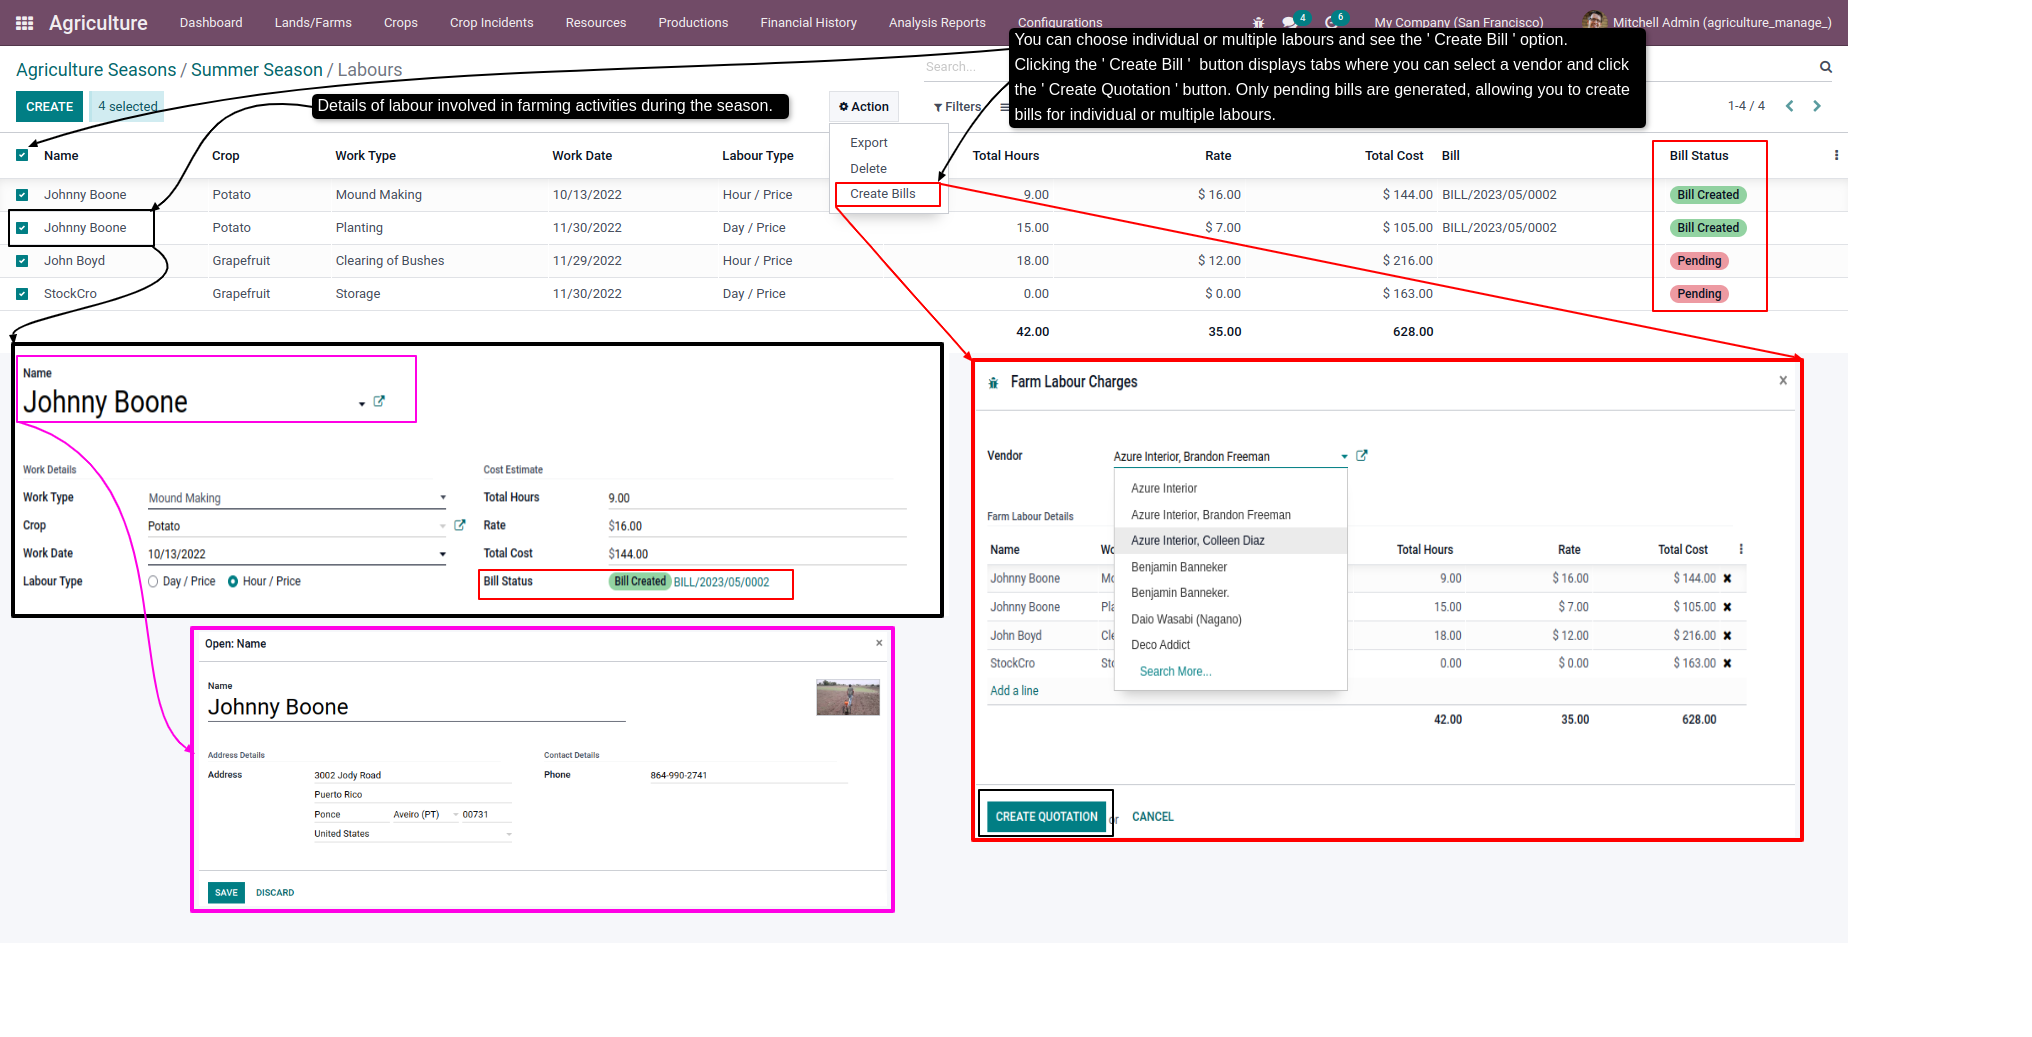 Agriculture Dashboard Lands/Farms Crops Crop Incidents Resources Productions Financial History Analysis Reports Configurations 4 6 My Company (San Francisco) Mitchell Admin (agriculture_manage_)
Agriculture Seasons / Summer Season / Labours
Search...
You can choose individual or multiple labours and see the ' Create Bill ' option.
Clicking the ' Create Bill '  button displays tabs where you can select a vendor and click
the ' Create Quotation ' button. Only pending bills are generated, allowing you to create
bills for individual or multiple labours.
CREATE 4 selected
Details of labour involved in farming activities during the season.
Action Filters 1-4 / 4
Export
Delete
Create Bills
Name Crop Work Type Work Date Labour Type Total Hours Rate Total Cost Bill Bill Status
Johnny Boone Potato Mound Making 10/13/2022 Hour / Price 9.00 $ 16.00 $ 144.00 BILL/2023/05/0002 Bill Created
Johnny Boone Potato Planting 11/30/2022 Day / Price 15.00 $ 7.00 $ 105.00 BILL/2023/05/0002 Bill Created
John Boyd Grapefruit Clearing of Bushes 11/29/2022 Hour / Price 18.00 $ 12.00 $ 216.00 Pending
StockCro Grapefruit Storage 11/30/2022 Day / Price 0.00 $ 0.00 $ 163.00 Pending
42.00 35.00 628.00
Name
Johnny Boone
Work Details Cost Estimate
Work Type Mound Making Total Hours 9.00
Crop Potato Rate $16.00
Work Date 10/13/2022 Total Cost $144.00
Labour Type Day / Price Hour / Price Bill Status Bill Created BILL/2023/05/0002
Open: Name ×
Name
Johnny Boone
Address Details Contact Details
Address 3002 Jody Road Phone 864-990-2741
Puerto Rico
Ponce Aveiro (PT) 00731
United States
SAVE DISCARD
Farm Labour Charges ×
Vendor Azure Interior, Brandon Freeman
Azure Interior
Azure Interior, Brandon Freeman
Azure Interior, Colleen Diaz
Benjamin Banneker
Benjamin Banneker.
Daio Wasabi (Nagano)
Deco Addict
Search More...
Farm Labour Details
Name Wo Total Hours Rate Total Cost
Johnny Boone Mo 9.00 $ 16.00 $ 144.00
Johnny Boone Pla 15.00 $ 7.00 $ 105.00
John Boyd Cle 18.00 $ 12.00 $ 216.00
StockCro Sto 0.00 $ 0.00 $ 163.00
Add a line
42.00 35.00 628.00
CREATE QUOTATION or CANCEL